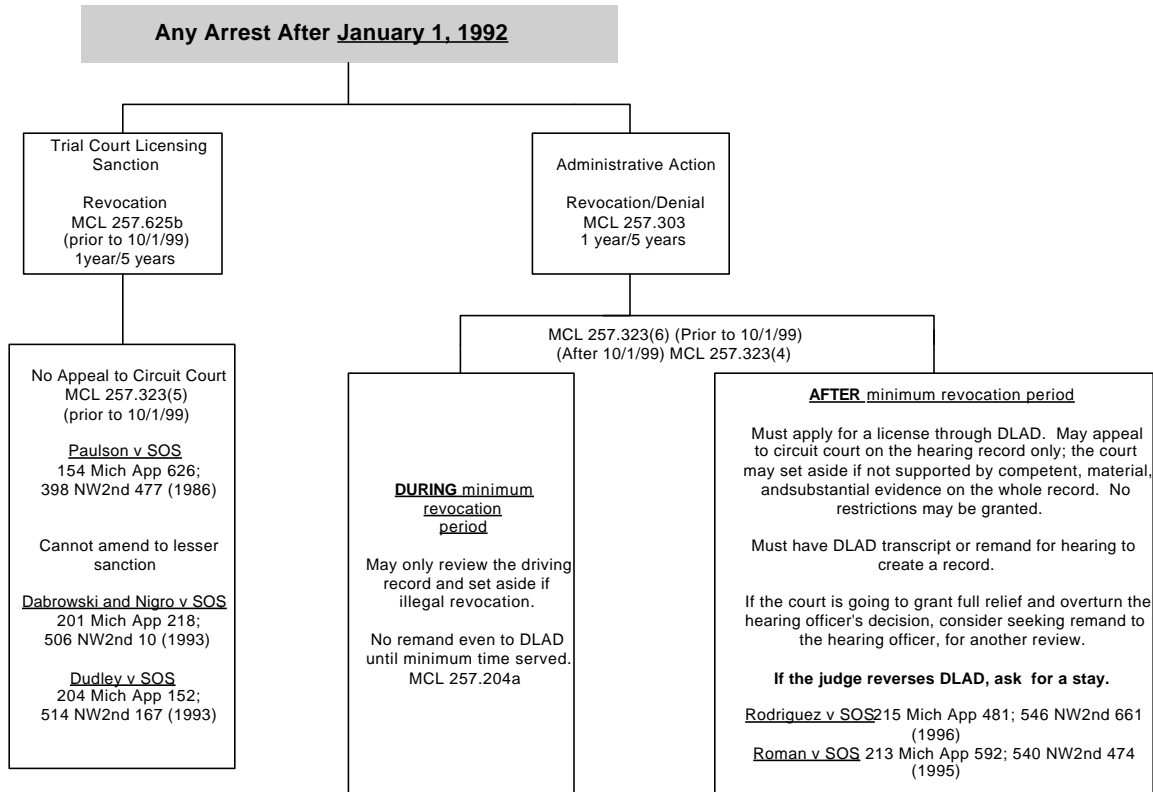 Any Arrest After January 1, 1992
Trial Court Licensing
Sanction
Revocation
MCL 257.625b
(prior to 10/1/99)
1year/5 years
Administrative Action
Revocation/Denial
MCL 257.303
1 year/5 years
MCL 257.323(6) (Prior to 10/1/99)
(After 10/1/99) MCL 257.323(4)
No Appeal to Circuit Court
MCL 257.323(5)
(prior to 10/1/99)
Paulson v SOS
154 Mich App 626;
398 NW2nd 477 (1986)
Cannot amend to lesser
sanction
Dabrowski and Nigro v SOS
201 Mich App 218;
506 NW2nd 10 (1993)
Dudley v SOS
204 Mich App 152;
514 NW2nd 167 (1993)
DURING minimum
revocation
period
May only review the driving
record and set aside if
illegal revocation.
No remand even to DLAD
until minimum time served.
MCL 257.204a
AFTER minimum revocation period
Must apply for a license through DLAD. May appeal
to circuit court on the hearing record only; the court
may set aside if not supported by competent, material,
andsubstantial evidence on the whole record. No
restrictions may be granted.
Must have DLAD transcript or remand for hearing to
create a record.
If the court is going to grant full relief and overturn the
hearing officer's decision, consider seeking remand to
the hearing officer, for another review.
If the judge reverses DLAD, ask for a stay.
Rodriguez v SOS215 Mich App 481; 546 NW2nd 661
(1996)
Roman v SOS 213 Mich App 592; 540 NW2nd 474
(1995)